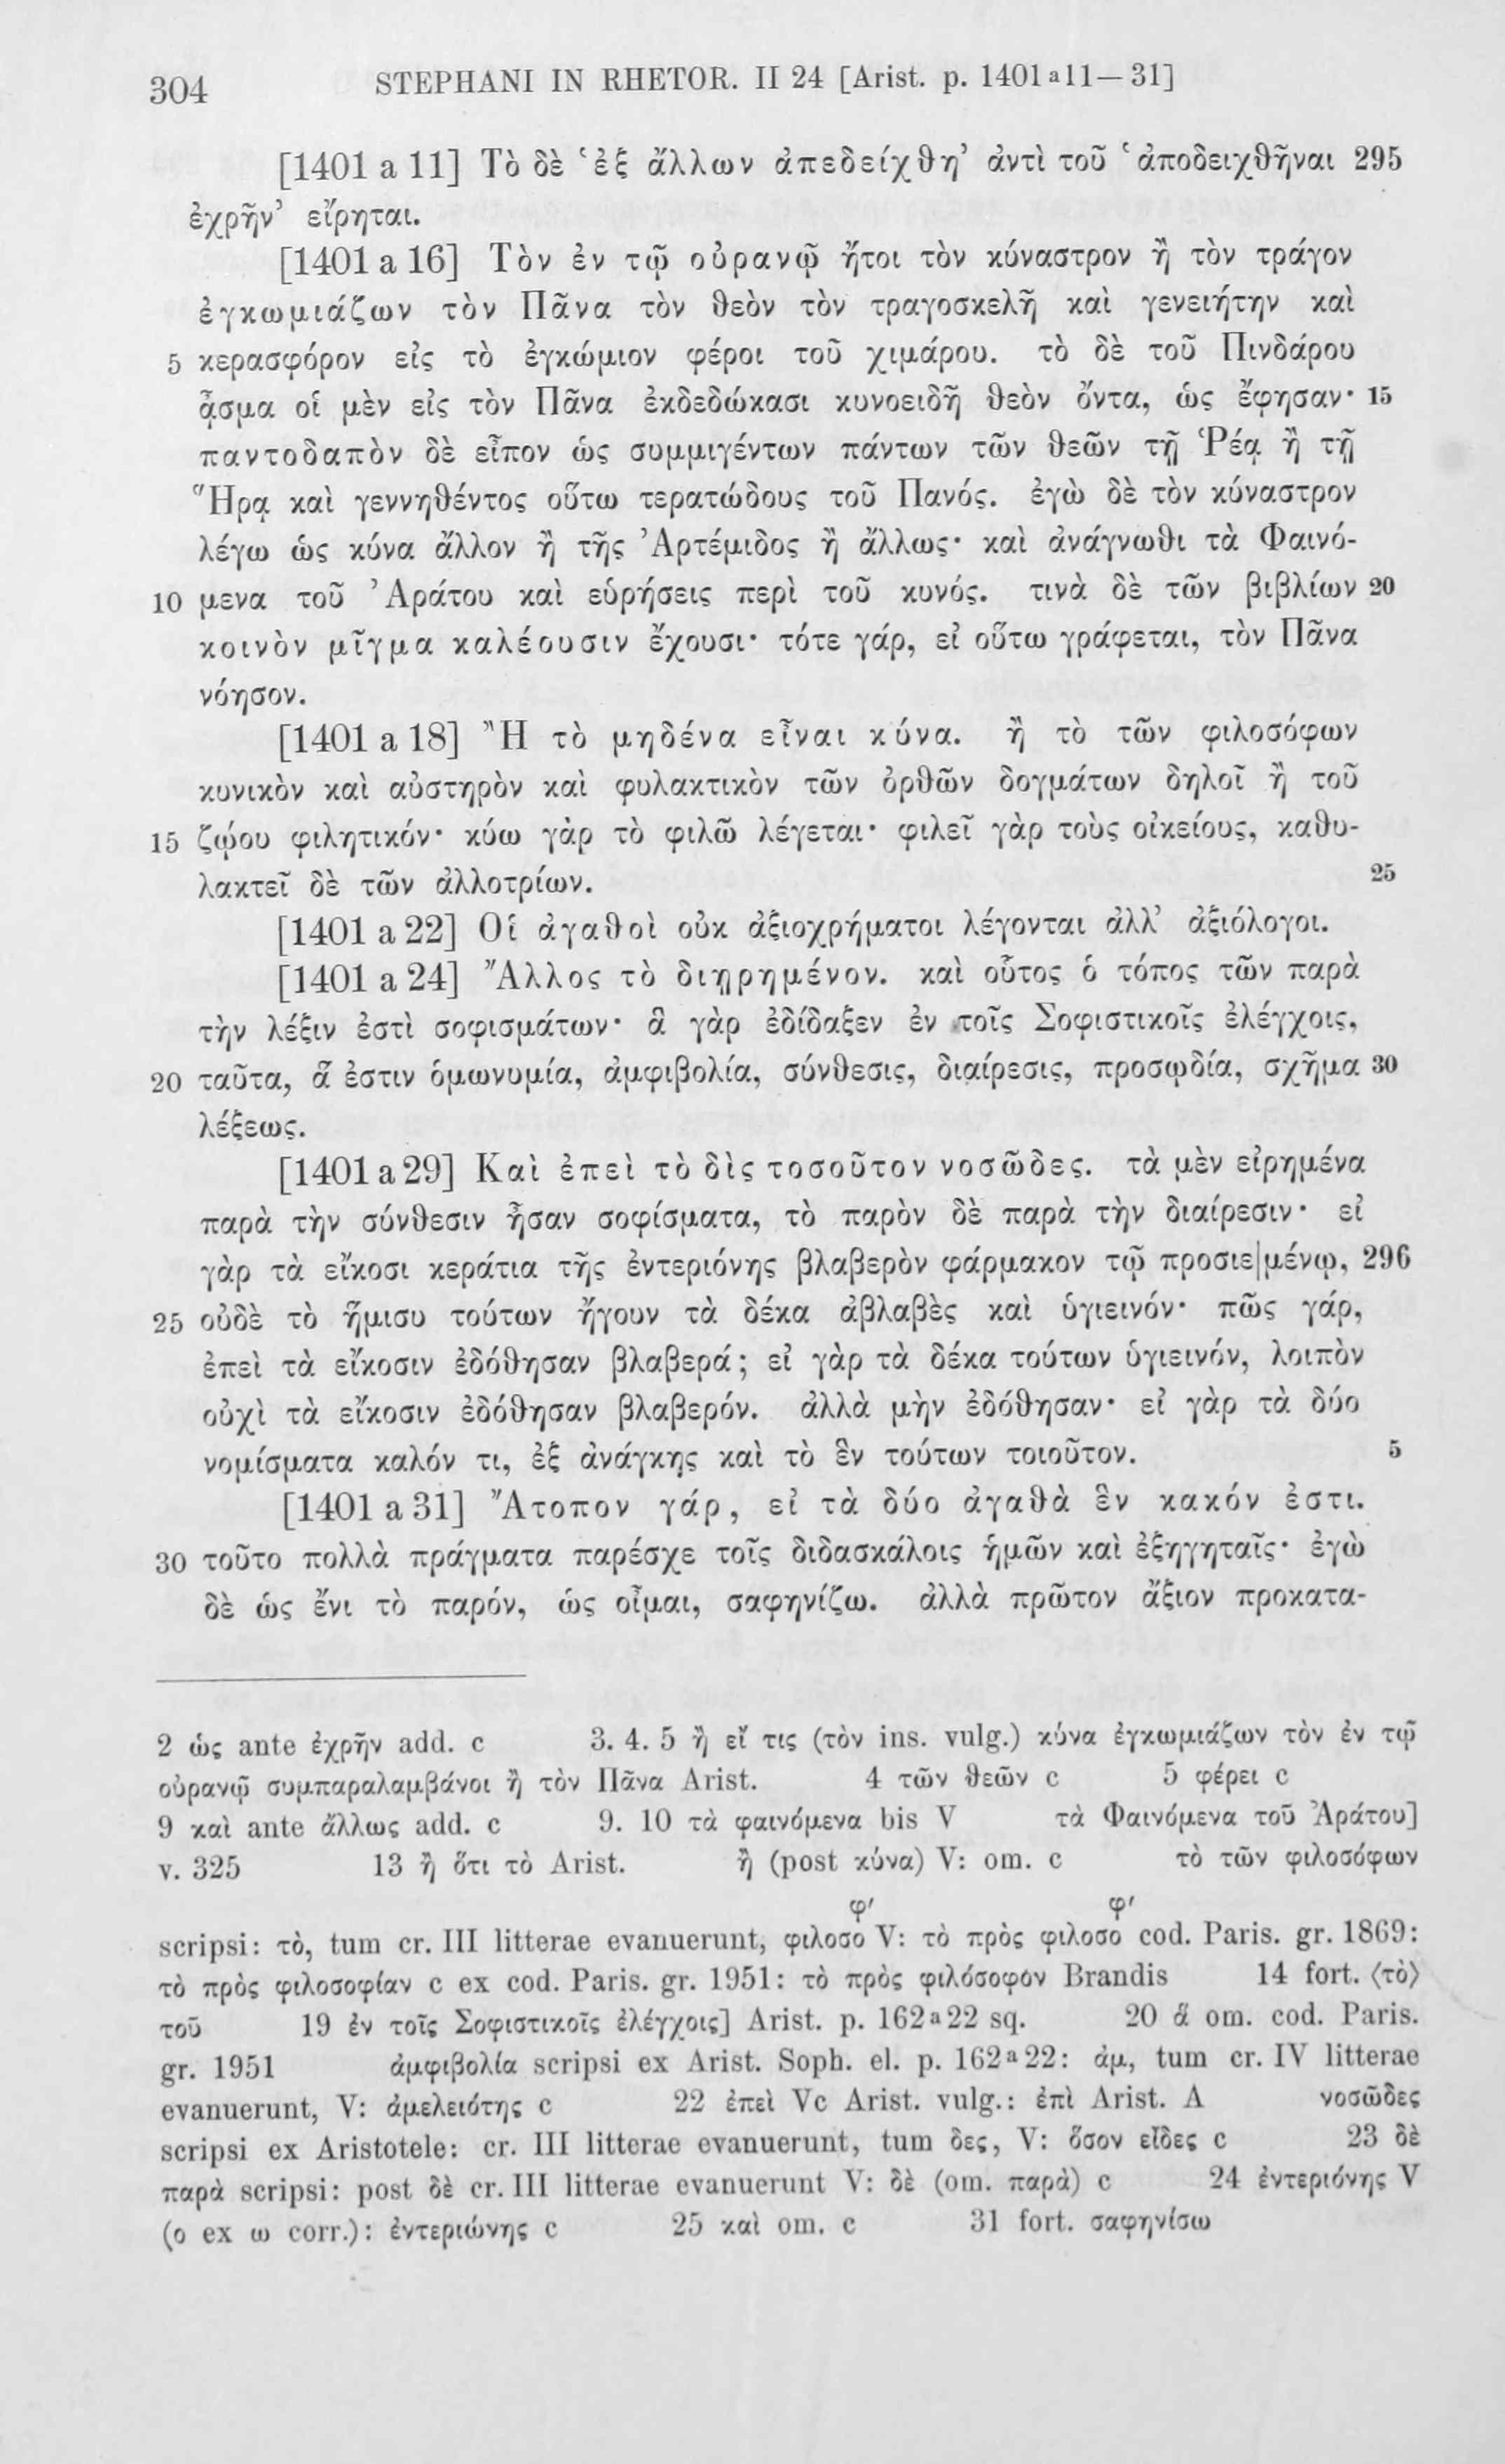 304 STEPHANI IN RHETOR. II 24 [Arist. p. 1401 a 11—31]
[1401 a 11] Τὸ δὲ ‘ἐξ ἄλλων ἀπεδείχθη’ ἀντὶ τοῦ ‘ἀποδειχθῆναι 295
ἐχρῆν’ εἴρηται.
[1401 a 16] Τὸν ἐν τῷ οὐρανῷ ἤτοι τὸν κύναστρον ἢ τὸν τράγον
ἐγκωμιάζων τὸν Πᾶνα τὸν θεὸν τὸν τραγοσκελῆ καὶ γενειήτην καὶ
5 κερασφόρον εἰς τὸ ἐγκώμιον φέροι τοῦ χιμάρου. τὸ δὲ τοῦ Πινδάρου
ᾆσμα οἱ μὲν εἰς τὸν Πᾶνα ἐκδεδώκασι κυνοειδῆ θεὸν ὄντα, ὡς ἔφησαν· 15
παντοδαπὸν δὲ εἶπον ὡς συμμιγέντων πάντων τῶν θεῶν τῇ Ῥέᾳ ἢ τῇ
Ἥρᾳ καὶ γεννηθέντος οὕτω τερατώδους τοῦ Πανός. ἐγὼ δὲ τὸν κύναστρον
λέγω ὡς κύνα ἄλλον ἢ τῆς Ἀρτέμιδος ἢ ἄλλως· καὶ ἀνάγνωθι τὰ Φαινό-
10 μενα τοῦ Ἀράτου καὶ εὑρήσεις περὶ τοῦ κυνός. τινὰ δὲ τῶν βιβλίων 20
κοινὸν μῖγμα καλέουσιν ἔχουσι· τότε γάρ, εἰ οὕτω γράφεται, τὸν Πᾶνα
νόησον.
[1401 a 18] Ἢ τὸ μηδένα εἶναι κύνα. ἢ τὸ τῶν φιλοσόφων
κυνικὸν καὶ αὐστηρὸν καὶ φυλακτικὸν τῶν ὀρθῶν δογμάτων δηλοῖ ἢ τοῦ
15 ζῴου φιλητικόν· κύω γὰρ τὸ φιλῶ λέγεται· φιλεῖ γὰρ τοὺς οἰκείους, καθυ-
λακτεῖ δὲ τῶν ἀλλοτρίων. 25
[1401 a 22] Οἱ ἀγαθοὶ οὐκ ἀξιοχρήματοι λέγονται ἀλλ’ ἀξιόλογοι.
[1401 a 24] Ἄλλος τὸ διῃρημένον. καὶ οὗτος ὁ τόπος τῶν παρὰ
τὴν λέξιν ἐστὶ σοφισμάτων· ἃ γὰρ ἐδίδαξεν ἐν τοῖς Σοφιστικοῖς ἐλέγχοις,
20 ταῦτα, ἅ ἐστιν ὁμωνυμία, ἀμφιβολία, σύνθεσις, διαίρεσις, προσῳδία, σχῆμα 30
λέξεως.
[1401 a 29] Καὶ ἐπεὶ τὸ δὶς τοσοῦτον νοσῶδες. τὰ μὲν εἰρημένα
παρὰ τὴν σύνθεσιν ἦσαν σοφίσματα, τὸ παρὸν δὲ παρὰ τὴν διαίρεσιν· εἰ
γὰρ τὰ εἴκοσι κεράτια τῆς ἐντεριόνης βλαβερὸν φάρμακον τῷ προσιε|μένῳ, 296
25 οὐδὲ τὸ ἥμισυ τούτων ἤγουν τὰ δέκα ἀβλαβὲς καὶ ὑγιεινόν· πῶς γάρ,
ἐπεὶ τὰ εἴκοσιν ἐδόθησαν βλαβερά; εἰ γὰρ τὰ δέκα τούτων ὑγιεινόν, λοιπὸν
οὐχὶ τὰ εἴκοσιν ἐδόθησαν βλαβερόν. ἀλλὰ μὴν ἐδόθησαν· εἰ γὰρ τὰ δύο
νομίσματα καλόν τι, ἐξ ἀνάγκης καὶ τὸ ἓν τούτων τοιοῦτον. 5
[1401 a 31] Ἄτοπον γάρ, εἰ τὰ δύο ἀγαθὰ ἓν κακόν ἐστι.
30 τοῦτο πολλὰ πράγματα παρέσχε τοῖς διδασκάλοις ἡμῶν καὶ ἐξηγηταῖς· ἐγὼ
δὲ ὡς ἔνι τὸ παρόν, ὡς οἶμαι, σαφηνίζω. ἀλλὰ πρῶτον ἄξιον προκατα-
2 ὡς ante ἐχρῆν add. c 3. 4. 5 ἢ εἴ τις (τὸν ins. vulg.) κύνα ἐγκωμιάζων τὸν ἐν τῷ
οὐρανῷ συμπαραλαμβάνοι ἢ τὸν Πᾶνα Arist. 4 τῶν θεῶν c 5 φέρει c
9 καὶ ante ἄλλως add. c 9. 10 τὰ φαινόμενα bis V τὰ Φαινόμενα τοῦ Ἀράτου]
v. 325 13 ἢ ὅτι τὸ Arist. ἢ (post κύνα) V: om. c τὸ τῶν φιλοσόφων
φ′ φ′
scripsi: τὸ, tum cr. III litterae evanuerunt, φιλοσο V: τὸ πρὸς φιλοσο cod. Paris. gr. 1869:
τὸ πρὸς φιλοσοφίαν c ex cod. Paris. gr. 1951: τὸ πρὸς φιλόσοφον Brandis 14 fort. ⟨τὸ⟩
τοῦ 19 ἐν τοῖς Σοφιστικοῖς ἐλέγχοις] Arist. p. 162 a 22 sq. 20 ἅ om. cod. Paris.
gr. 1951 ἀμφιβολία scripsi ex Arist. Soph. el. p. 162 a 22: ἀμ, tum cr. IV litterae
evanuerunt, V: ἀμελειότης c 22 ἐπεὶ Vc Arist. vulg.: ἐπὶ Arist. A νοσῶδες
scripsi ex Aristotele: cr. III litterae evanuerunt, tum δες, V: ὅσον εἶδες c 23 δὲ
παρὰ scripsi: post δὲ cr. III litterae evanuerunt V: δὲ (om. παρὰ) c 24 ἐντεριόνης V
(ο ex ω corr.): ἐντεριώνης c 25 καὶ om. c 31 fort. σαφηνίσω